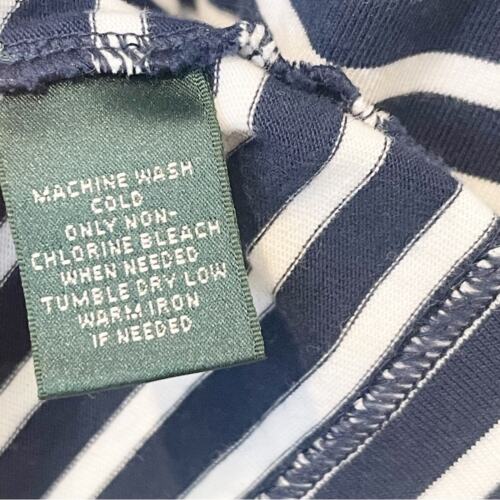 MACHINE WASH
COLD
ONLY NON-
CHLORINE BLEACH
WHEN NEEDED
TUMBLE DRY LOW
WARM IRON
IF NEEDED